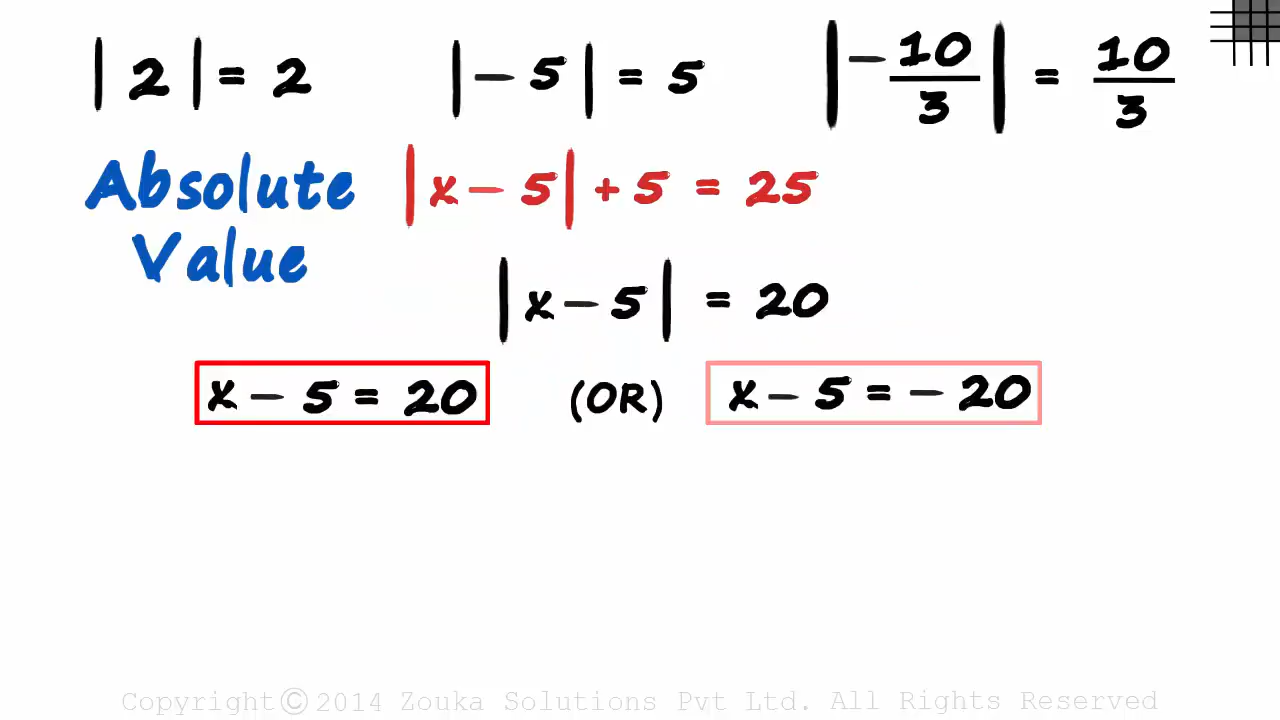 |2| = 2 |-5| = 5 |-10/3| = 10/3
Absolute |x-5| + 5 = 25
Value
|x-5| = 20
x-5 = 20 (OR) x-5 = -20
Copyright© 2014 Zouka Solutions Pvt Ltd. All Rights Reserved